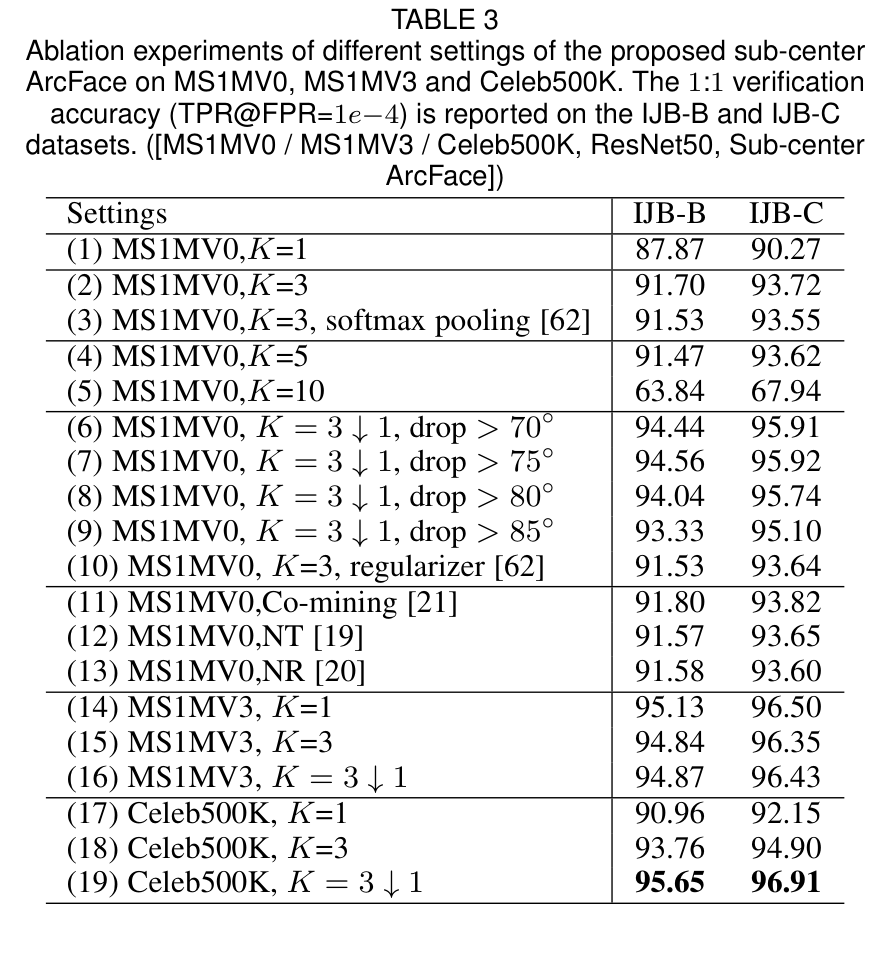 TABLE 3
Ablation experiments of different settings of the proposed sub-center
ArcFace on MS1MV0, MS1MV3 and Celeb500K. The 1:1 verification
accuracy (TPR@FPR=1e−4) is reported on the IJB-B and IJB-C
datasets. ([MS1MV0 / MS1MV3 / Celeb500K, ResNet50, Sub-center
ArcFace])
Settings IJB-B IJB-C
(1) MS1MV0,K=1 87.87 90.27
(2) MS1MV0,K=3 91.70 93.72
(3) MS1MV0,K=3, softmax pooling [62] 91.53 93.55
(4) MS1MV0,K=5 91.47 93.62
(5) MS1MV0,K=10 63.84 67.94
(6) MS1MV0, K = 3 ↓ 1, drop > 70° 94.44 95.91
(7) MS1MV0, K = 3 ↓ 1, drop > 75° 94.56 95.92
(8) MS1MV0, K = 3 ↓ 1, drop > 80° 94.04 95.74
(9) MS1MV0, K = 3 ↓ 1, drop > 85° 93.33 95.10
(10) MS1MV0, K=3, regularizer [62] 91.53 93.64
(11) MS1MV0,Co-mining [21] 91.80 93.82
(12) MS1MV0,NT [19] 91.57 93.65
(13) MS1MV0,NR [20] 91.58 93.60
(14) MS1MV3, K=1 95.13 96.50
(15) MS1MV3, K=3 94.84 96.35
(16) MS1MV3, K = 3 ↓ 1 94.87 96.43
(17) Celeb500K, K=1 90.96 92.15
(18) Celeb500K, K=3 93.76 94.90
(19) Celeb500K, K = 3 ↓ 1 95.65 96.91